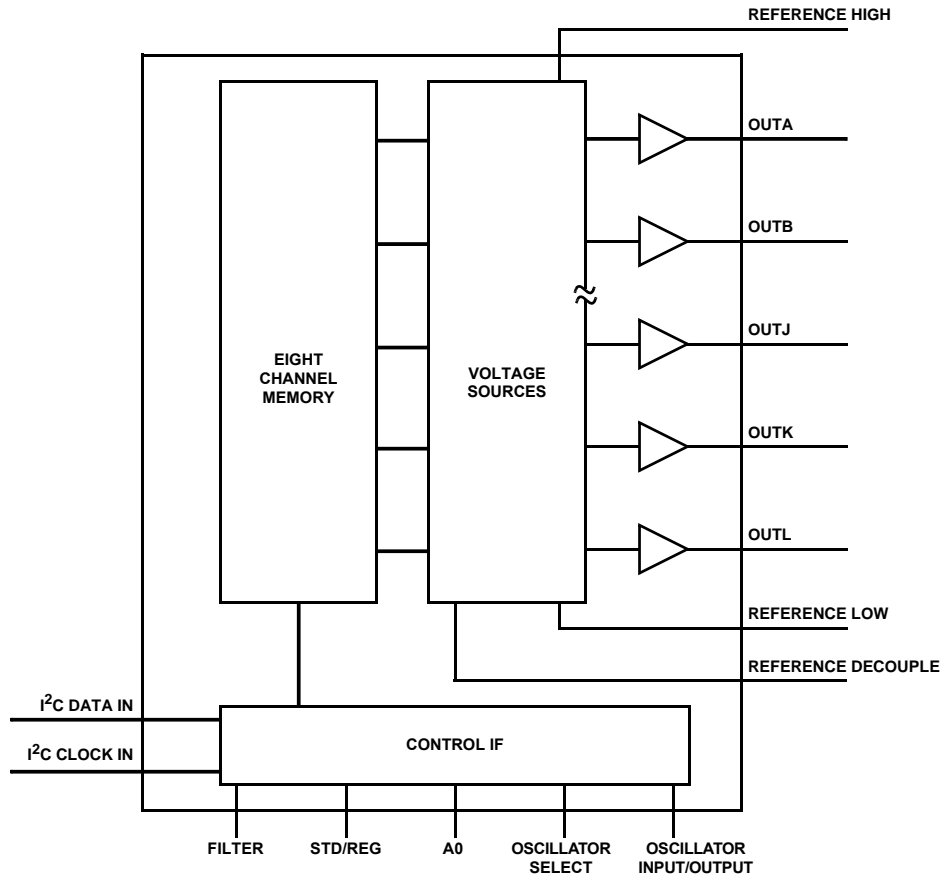 REFERENCE HIGH
OUTA
OUTB
OUTJ
EIGHT
CHANNEL
MEMORY
VOLTAGE
SOURCES
OUTK
OUTL
REFERENCE LOW
REFERENCE DECOUPLE
I²C DATA IN
CONTROL IF
I²C CLOCK IN
FILTER
STD/REG
A0
OSCILLATOR
SELECT
OSCILLATOR
INPUT/OUTPUT